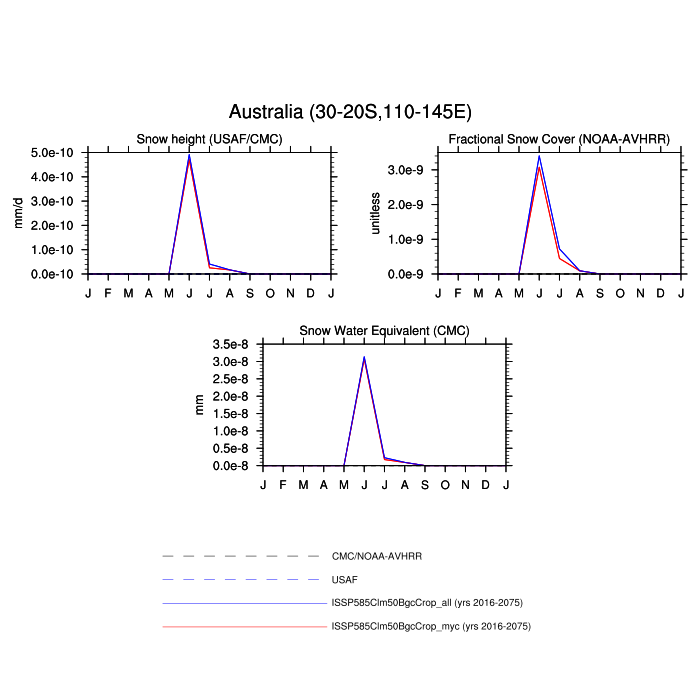 Australia (30-20S,110-145E)
Snow height (USAF/CMC)
5.0e-10
4.0e-10
3.0e-10
2.0e-10
1.0e-10
0.0e-10
mm/d
J F M A M J J A S O N D J
Fractional Snow Cover (NOAA-AVHRR)
3.0e-9
2.0e-9
1.0e-9
0.0e-9
unitless
J F M A M J J A S O N D J
Snow Water Equivalent (CMC)
3.5e-8
3.0e-8
2.5e-8
2.0e-8
1.5e-8
1.0e-8
0.5e-8
0.0e-8
mm
J F M A M J J A S O N D J
CMC/NOAA-AVHRR
USAF
ISSP585Clm50BgcCrop_all (yrs 2016-2075)
ISSP585Clm50BgcCrop_myc (yrs 2016-2075)